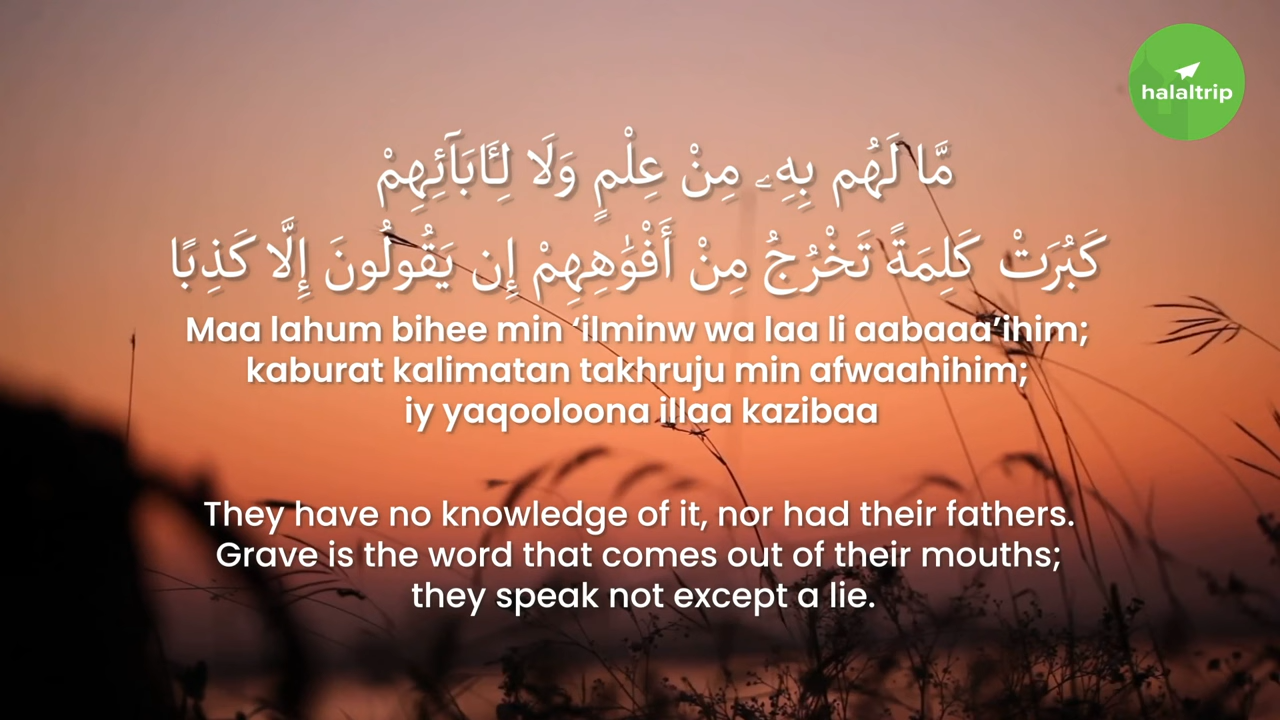 halaltrip
مَّا لَهُم بِهِۦ مِنْ عِلْمٍ وَلَا لِـَٔابَآئِهِمْ
كَبُرَتْ كَلِمَةً تَخْرُجُ مِنْ أَفْوَٰهِهِمْ إِن يَقُولُونَ إِلَّا كَذِبًا
Maa lahum bihee min ‘ilminw wa laa li aabaaa’ihim;
kaburat kalimatan takhruju min afwaahihim;
iy yaqooloona illaa kazibaa
They have no knowledge of it, nor had their fathers.
Grave is the word that comes out of their mouths;
they speak not except a lie.